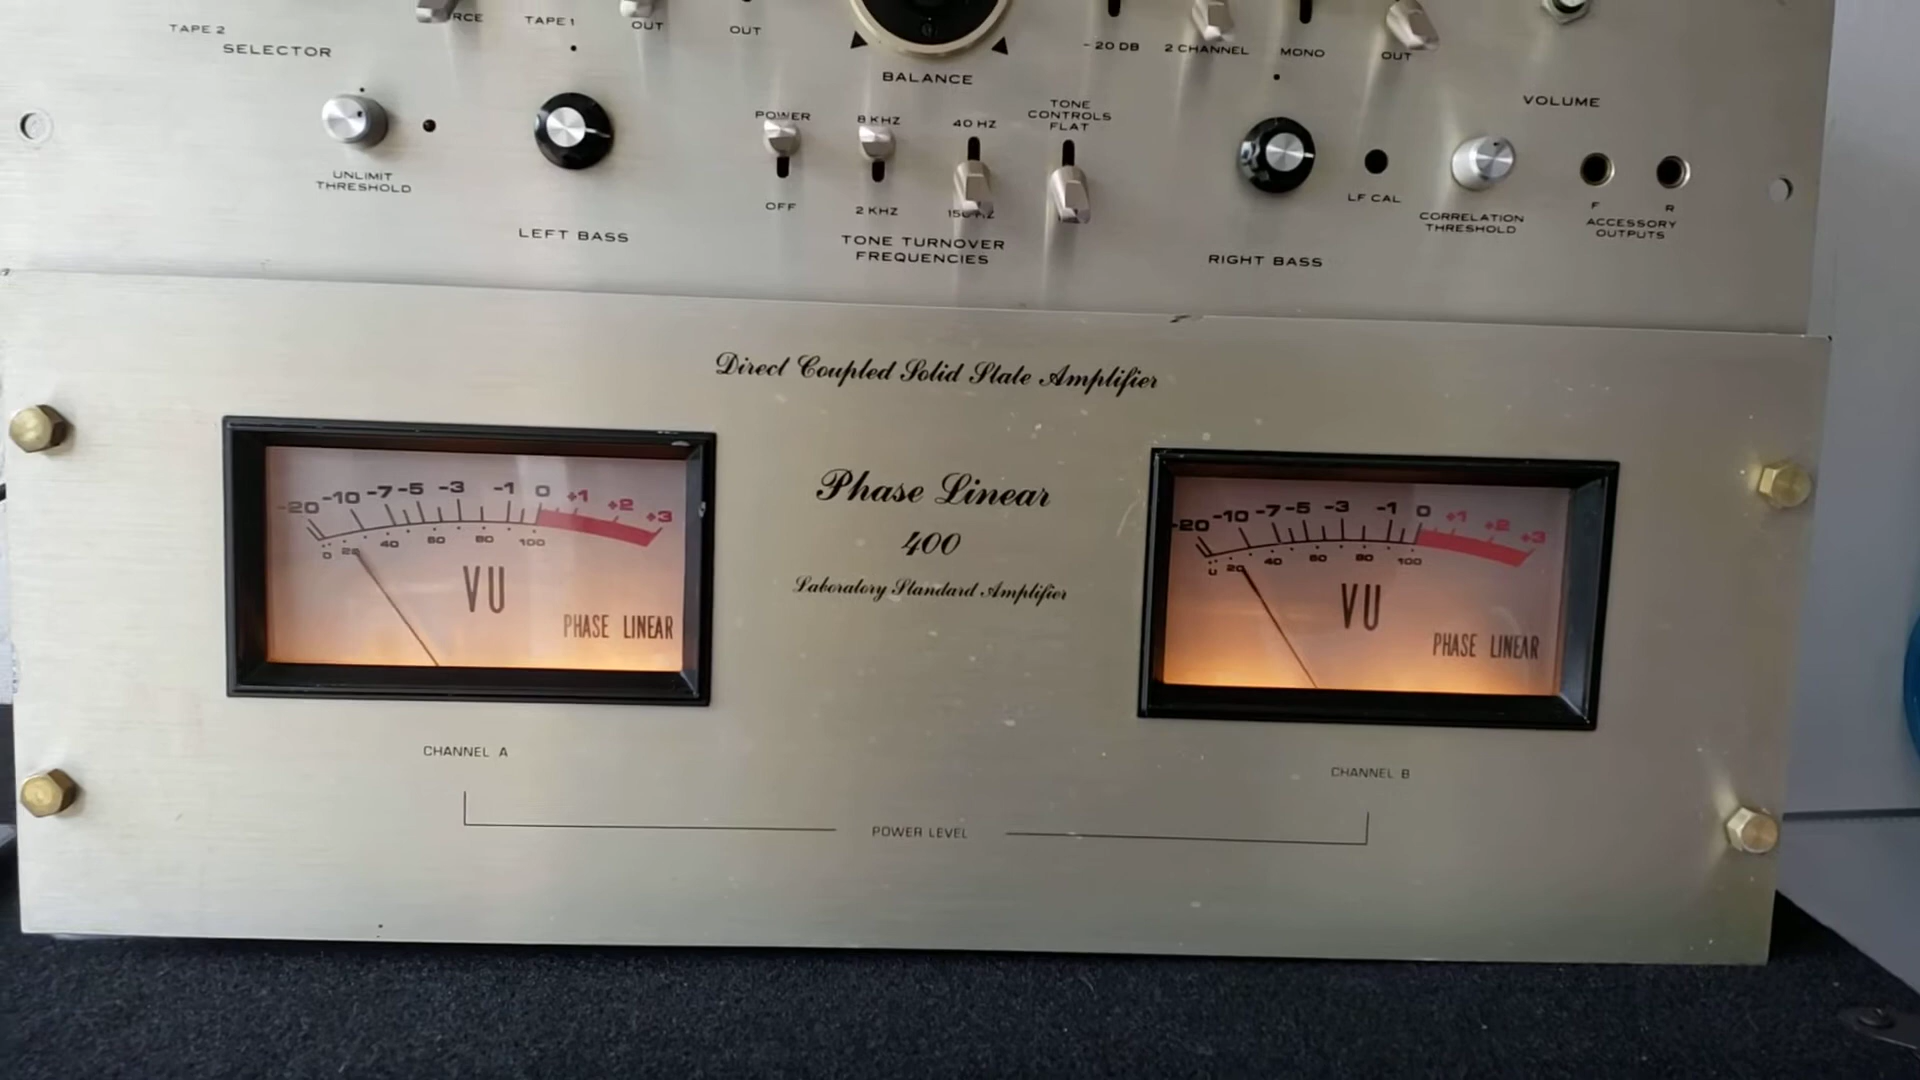 TAPE 2
TAPE 1
OUT
OUT
- 20 DB
2 CHANNEL
MONO
OUT
SELECTOR
BALANCE
VOLUME
POWER
8 KHZ
40 HZ
TONE
CONTROLS
FLAT
UNLIMIT
THRESHOLD
OFF
2 KHZ
LF CAL
CORRELATION
THRESHOLD
F
R
ACCESSORY
OUTPUTS
LEFT BASS
TONE TURNOVER
FREQUENCIES
RIGHT BASS
Direct Coupled Solid State Amplifier
-20 -10 -7 -5 -3 -1 0 +1 +2 +3
0 20 40 60 80 100
VU
PHASE LINEAR
Phase Linear
400
Laboratory Standard Amplifier
-20 -10 -7 -5 -3 -1 0 +1 +2 +3
20 40 60 80 100
VU
PHASE LINEAR
CHANNEL A
CHANNEL B
POWER LEVEL